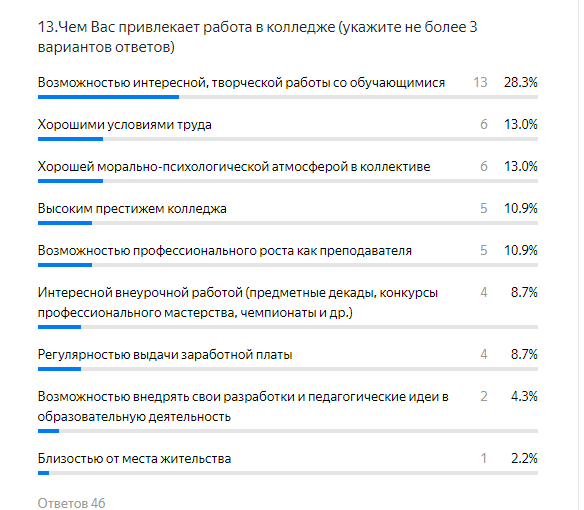 13.Чем Вас привлекает работа в колледже (укажите не более 3
вариантов ответов)
Возможностью интересной, творческой работы со обучающимися 13 28.3%
Хорошими условиями труда 6 13.0%
Хорошей морально-психологической атмосферой в коллективе 6 13.0%
Высоким престижем колледжа 5 10.9%
Возможностью профессионального роста как преподавателя 5 10.9%
Интересной внеурочной работой (предметные декады, конкурсы 4 8.7%
профессионального мастерства, чемпионаты и др.)
Регулярностью выдачи заработной платы 4 8.7%
Возможностью внедрять свои разработки и педагогические идеи в 2 4.3%
образовательную деятельность
Близостью от места жительства 1 2.2%
Ответов 46